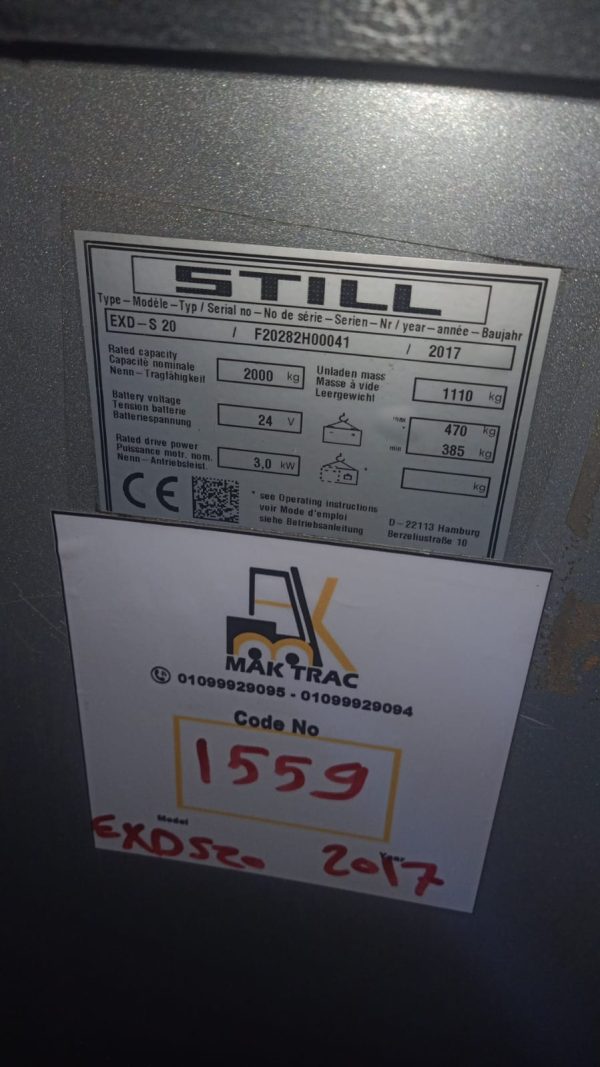 STILL
Type – Modèle – Typ / Serial no – No de série – Serien – Nr / year – année – Baujahr
EXD – S 20 / F20282H00041 / 2017
Rated capacity
Capacité nominale
Nenn – Tragfähigkeit
2000 kg
Unladen mass
Masse à vide
Leergewicht
1110 kg
Battery voltage
Tension batterie
Batteriespannung
24 V
max 470 kg
min 385 kg
Rated drive power
Puissance motr. nom.
Nenn – Antriebsleist.
3,0 kW
kg
CE
* see Operating instructions
voir Mode d'emploi
siehe Betriebsanleitung
D – 22113 Hamburg
Berzeliustraße 10
MAK TRAC
01099929095 - 01099929094
Code No
1559
Model
EXDS20
Year
2017